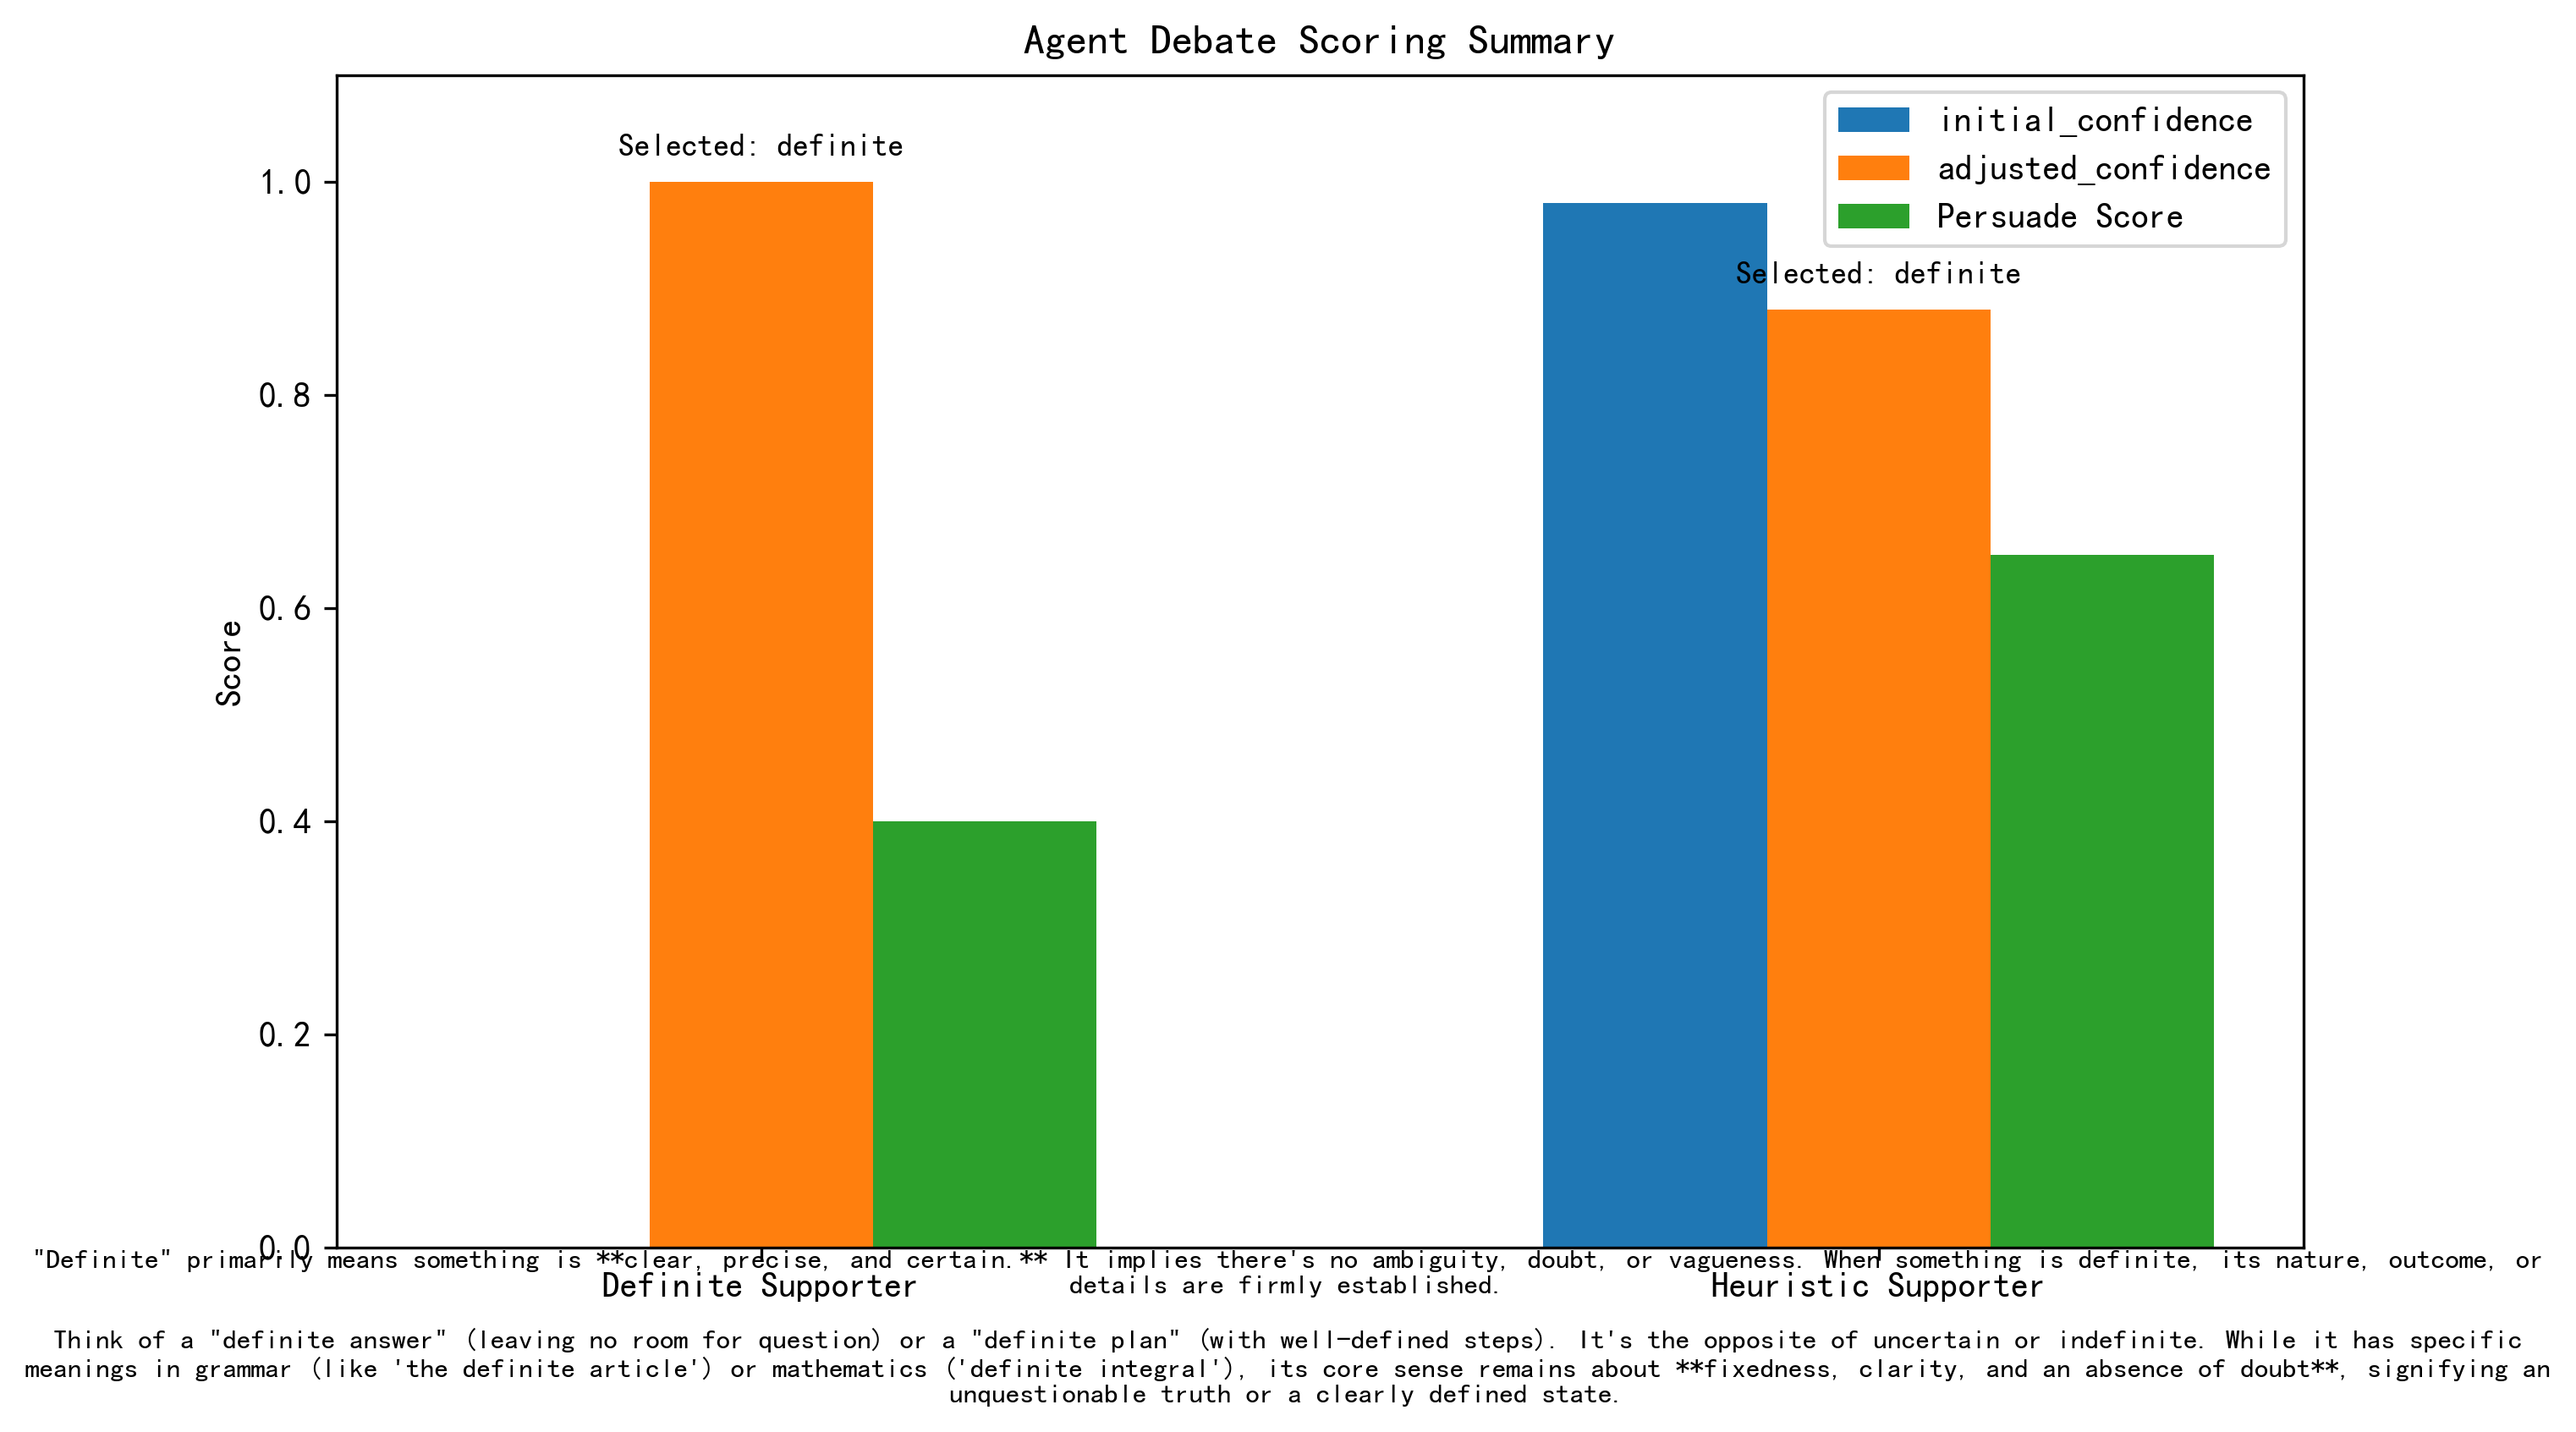 Agent Debate Scoring Summary
initial_confidence
adjusted_confidence
Persuade Score
Selected: definite
Selected: definite
1.0
0.8
0.6
0.4
0.2
0.0
Score
Definite Supporter
Heuristic Supporter
"Definite" primarily means something is **clear, precise, and certain.** It implies there's no ambiguity, doubt, or vagueness. When something is definite, its nature, outcome, or
details are firmly established.
Think of a "definite answer" (leaving no room for question) or a "definite plan" (with well-defined steps). It's the opposite of uncertain or indefinite. While it has specific
meanings in grammar (like 'the definite article') or mathematics ('definite integral'), its core sense remains about **fixedness, clarity, and an absence of doubt**, signifying an
unquestionable truth or a clearly defined state.